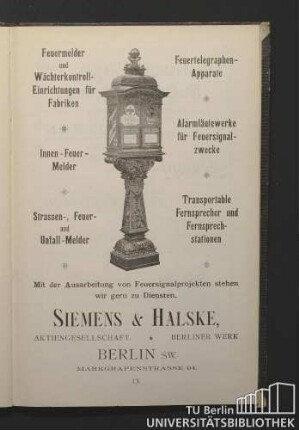 Feuermelder
und
Wächterkontroll-
Einrichtungen für
Fabriken
Innen-Feuer-
Melder
Strassen-, Feuer-
und
Unfall-Melder
Feuertelegraphen-
Apparate
Alarmläutewerke
für Feuersignal-
zwecke
Transportable
Fernsprecher und
Fernsprech-
stationen
Mit der Ausarbeitung von Feuersignalprojekten stehen
wir gern zu Diensten.
SIEMENS & HALSKE,
AKTIENGESELLSCHAFT. * BERLINER WERK
BERLIN SW.
MARKGRAFENSTRASSE 94.
13
TU Berlin
UNIVERSITÄTSBIBLIOTHEK